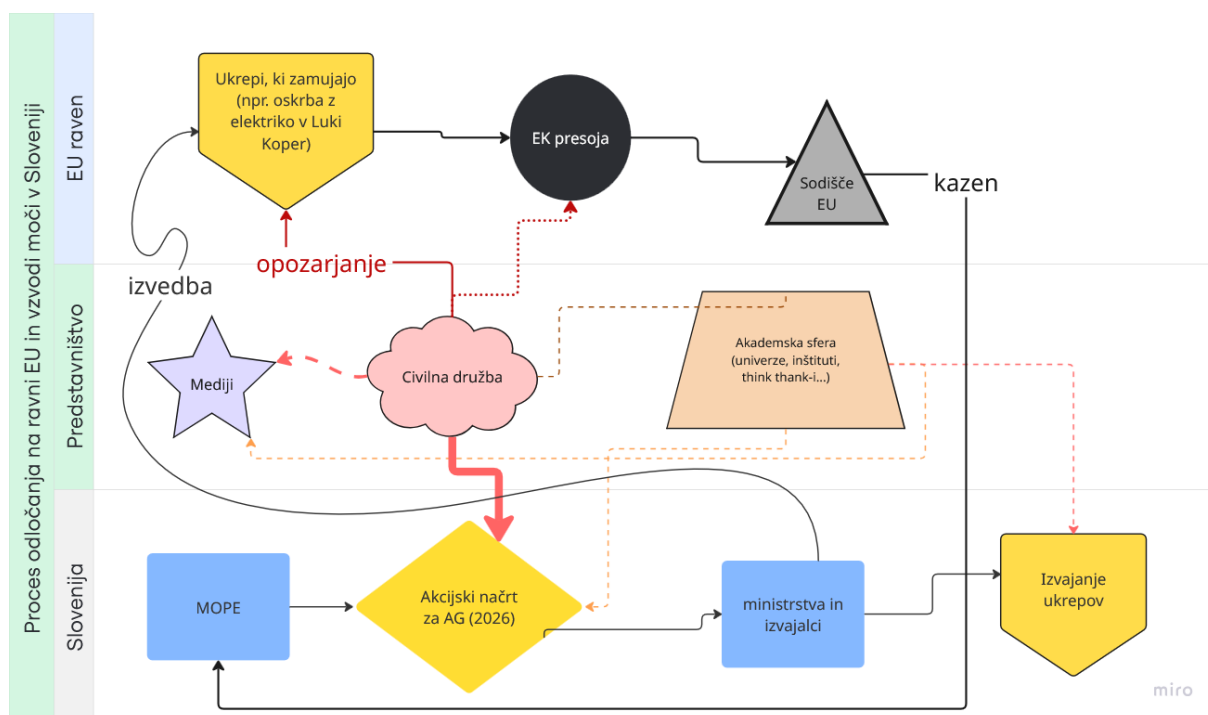 Proces odločanja na ravni EU in vzvodi moči v Sloveniji
EU raven
Ukrepi, ki zamujajo
(npr. oskrba z
elektriko v Luki
Koper)
EK presoja
Sodišče
EU
kazen
opozarjanje
izvedba
Predstavništvo
Mediji
Civilna družba
Akademska sfera
(univerze, inštituti,
think thank-i...)
Slovenija
MOPE
Akcijski načrt
za AG (2026)
ministrstva in
izvajalci
Izvajanje
ukrepov
miro